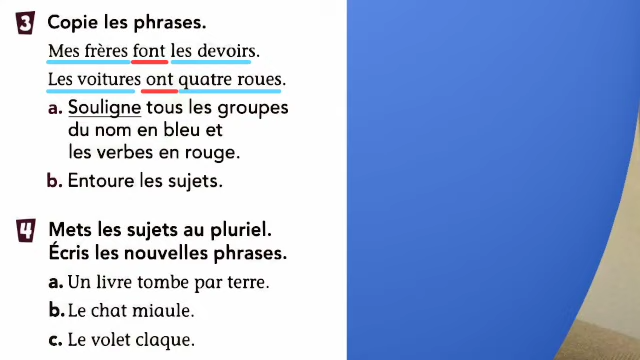 3 Copie les phrases.
Mes frères font les devoirs.
Les voitures ont quatre roues.
a. Souligne tous les groupes
du nom en bleu et
les verbes en rouge.
b. Entoure les sujets.
4 Mets les sujets au pluriel.
Écris les nouvelles phrases.
a. Un livre tombe par terre.
b. Le chat miaule.
c. Le volet claque.